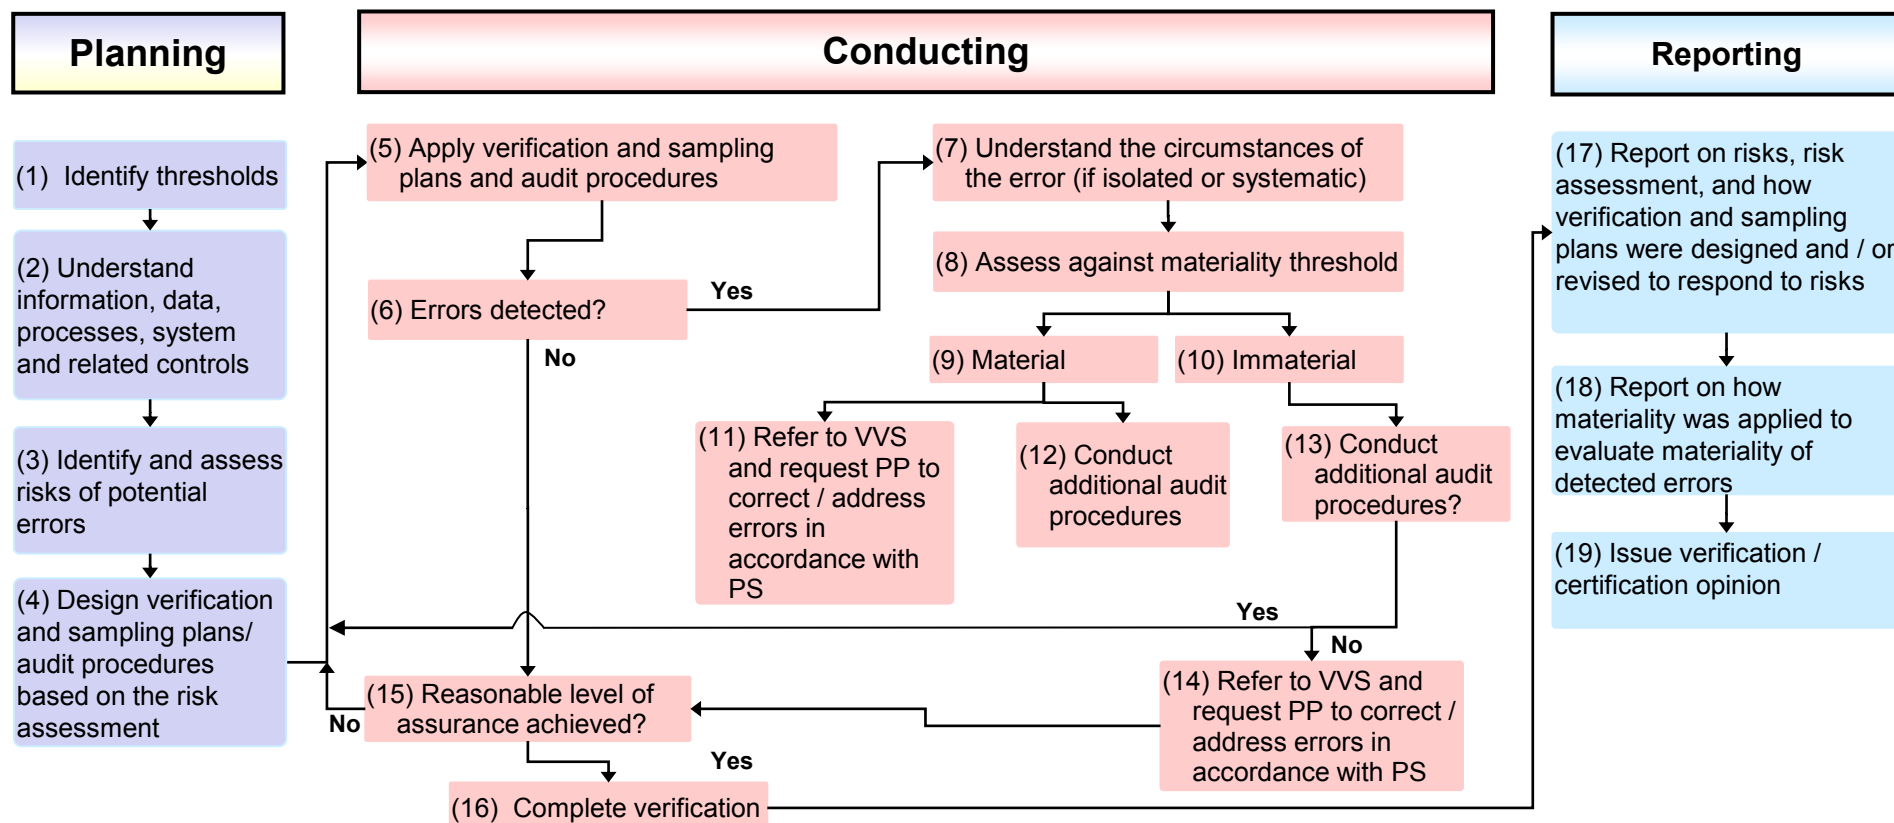 Planning
Conducting
Reporting
(1) Identify thresholds
(2) Understand
information, data,
processes, system
and related controls
(3) Identify and assess
risks of potential
errors
(4) Design verification
and sampling plans/
audit procedures
based on the risk
assessment
(5) Apply verification and sampling
plans and audit procedures
(6) Errors detected?
Yes
No
(7) Understand the circumstances of
the error (if isolated or systematic)
(8) Assess against materiality threshold
(9) Material
(10) Immaterial
(11) Refer to VVS
and request PP to
correct / address
errors in
accordance with
PS
(12) Conduct
additional audit
procedures
(13) Conduct
additional audit
procedures?
Yes
No
(14) Refer to VVS and
request PP to correct /
address errors in
accordance with PS
(15) Reasonable level of
assurance achieved?
No
Yes
(16) Complete verification
(17) Report on risks, risk
assessment, and how
verification and sampling
plans were designed and / or
revised to respond to risks
(18) Report on how
materiality was applied to
evaluate materiality of
detected errors
(19) Issue verification /
certification opinion